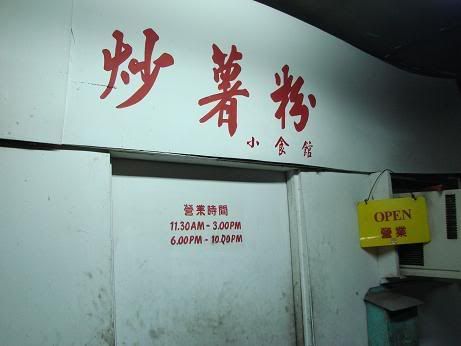 炒薯粉
小食館
營業時間
11.30AM - 3.00PM
6.00PM - 10.00PM
OPEN
營業